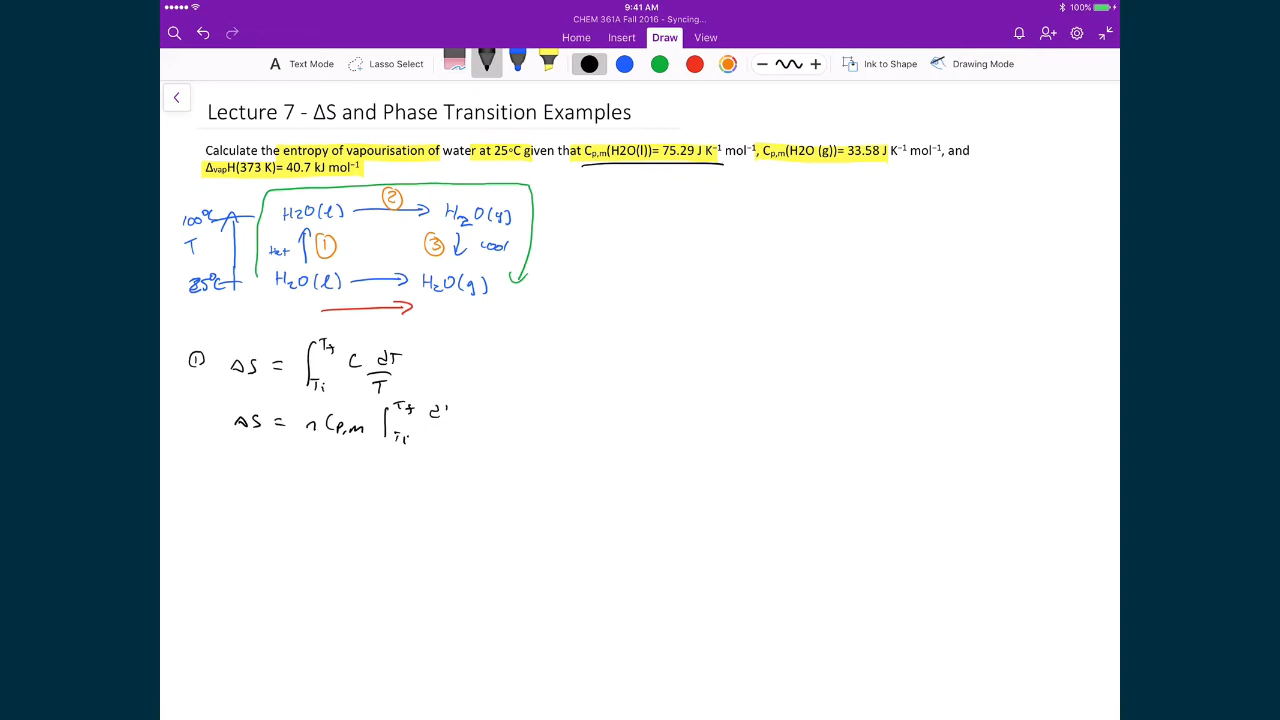 9:41 AM
100%
CHEM 361A Fall 2016 - Syncing...
Home Insert Draw View
Text Mode Lasso Select Ink to Shape Drawing Mode
Lecture 7 - ΔS and Phase Transition Examples
Calculate the entropy of vapourisation of water at 25°C given that Cₚ,ₘ(H2O(l))= 75.29 J K⁻¹ mol⁻¹, Cₚ,ₘ(H2O (g))= 33.58 J K⁻¹ mol⁻¹, and
ΔvapH(373 K)= 40.7 kJ mol⁻¹
②
100°C H2O(l) → H₂O(g)
T Heat ① ③ cool
25°C H₂O(l) → H₂O(g)
① ΔS = ∫Tᵢ^Tf C dT/T
ΔS = n Cp,m ∫Tᵢ^Tf